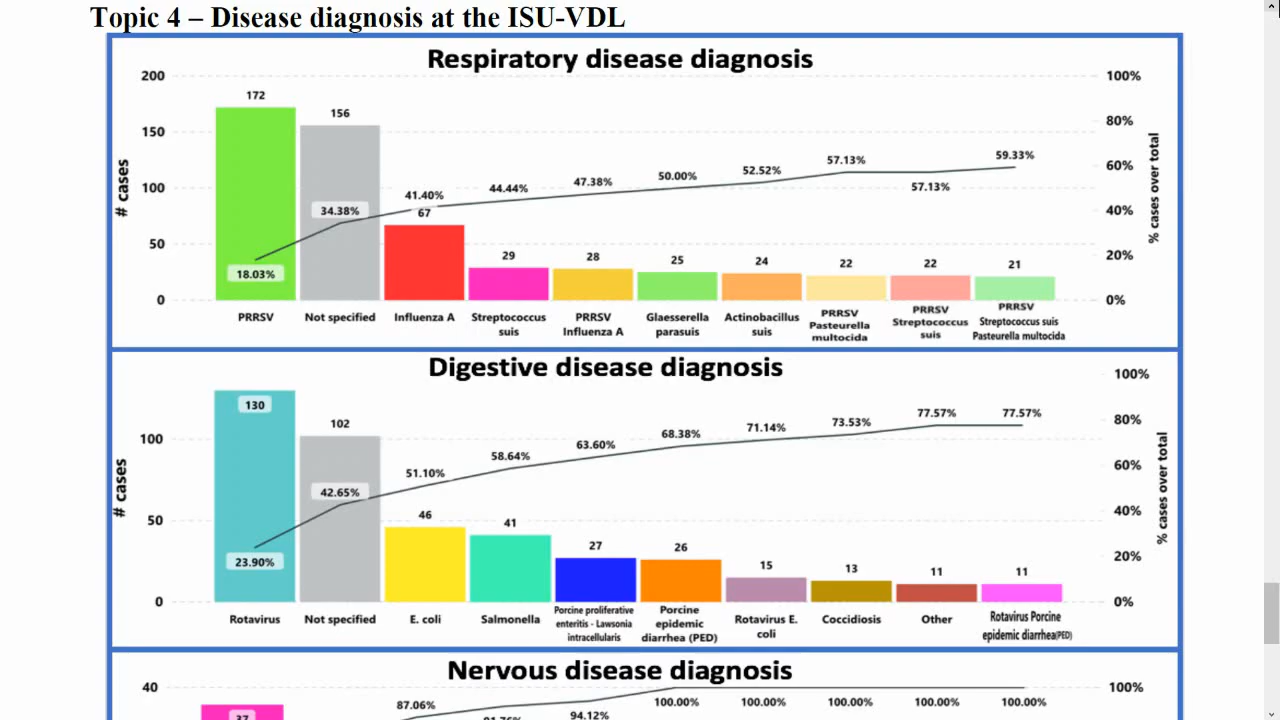 Topic 4 – Disease diagnosis at the ISU-VDL
Respiratory disease diagnosis
200
150
100
50
0
# cases
172
156
67
29
28
25
24
22
22
21
18.03%
34.38%
41.40%
44.44%
47.38%
50.00%
52.52%
57.13%
57.13%
59.33%
100%
80%
60%
40%
20%
0%
% cases over total
PRRSV
Not specified
Influenza A
Streptococcus
suis
PRRSV
Influenza A
Glaesserella
parasuis
Actinobacillus
suis
PRRSV
Pasteurella
multocida
PRRSV
Streptococcus
suis
PRRSV
Streptococcus suis
Pasteurella multocida
Digestive disease diagnosis
100
50
0
# cases
130
102
46
41
27
26
15
13
11
11
23.90%
42.65%
51.10%
58.64%
63.60%
68.38%
71.14%
73.53%
77.57%
77.57%
100%
80%
60%
40%
20%
0%
% cases over total
Rotavirus
Not specified
E. coli
Salmonella
Porcine proliferative
enteritis - Lawsonia
intracellularis
Porcine
epidemic
diarrhea (PED)
Rotavirus E.
coli
Coccidiosis
Other
Rotavirus Porcine
epidemic diarrhea(PED)
Nervous disease diagnosis
40
37
87.06%
91.76%
94.12%
100.00%
100.00%
100.00%
100.00%
100.00%
100%